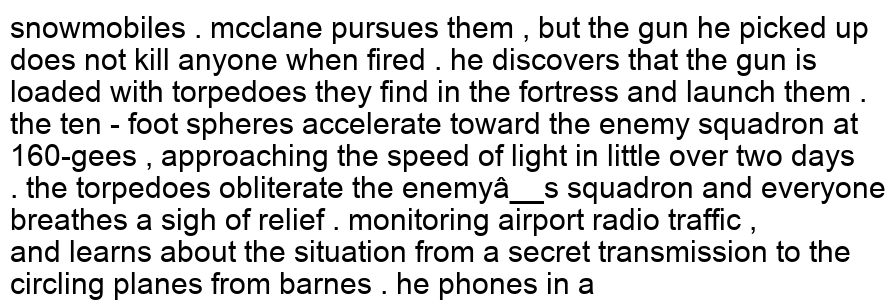 snowmobiles . mcclane pursues them , but the gun he picked up
does not kill anyone when fired . he discovers that the gun is
loaded with torpedoes they find in the fortress and launch them .
the ten - foot spheres accelerate toward the enemy squadron at
160-gees , approaching the speed of light in little over two days
. the torpedoes obliterate the enemyâ__s squadron and everyone
breathes a sigh of relief . monitoring airport radio traffic ,
and learns about the situation from a secret transmission to the
circling planes from barnes . he phones in a